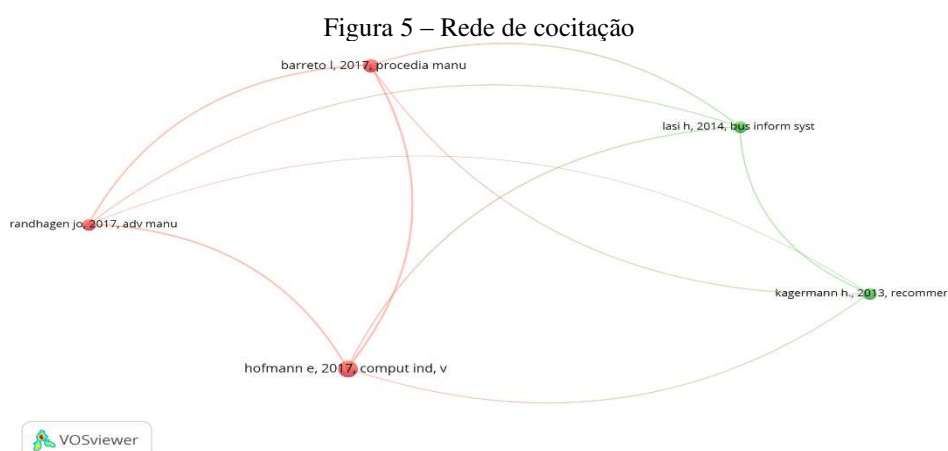 Figura 5 – Rede de cocitação
barreto l, 2017, procedia manu
lasi h, 2014, bus inform syst
randhagen jo, 2017, adv manu
kagermann h., 2013, recommer
hofmann e, 2017, comput ind, v
VOSviewer